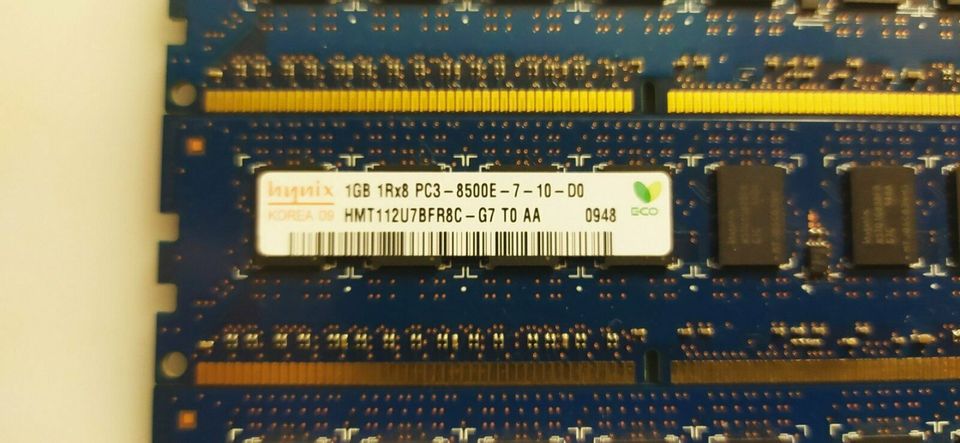 hynix 1GB 1Rx8 PC3-8500E-7-10-D0
KOREA 09 HMT112U7BFR8C-G7 T0 AA 0948
ECO